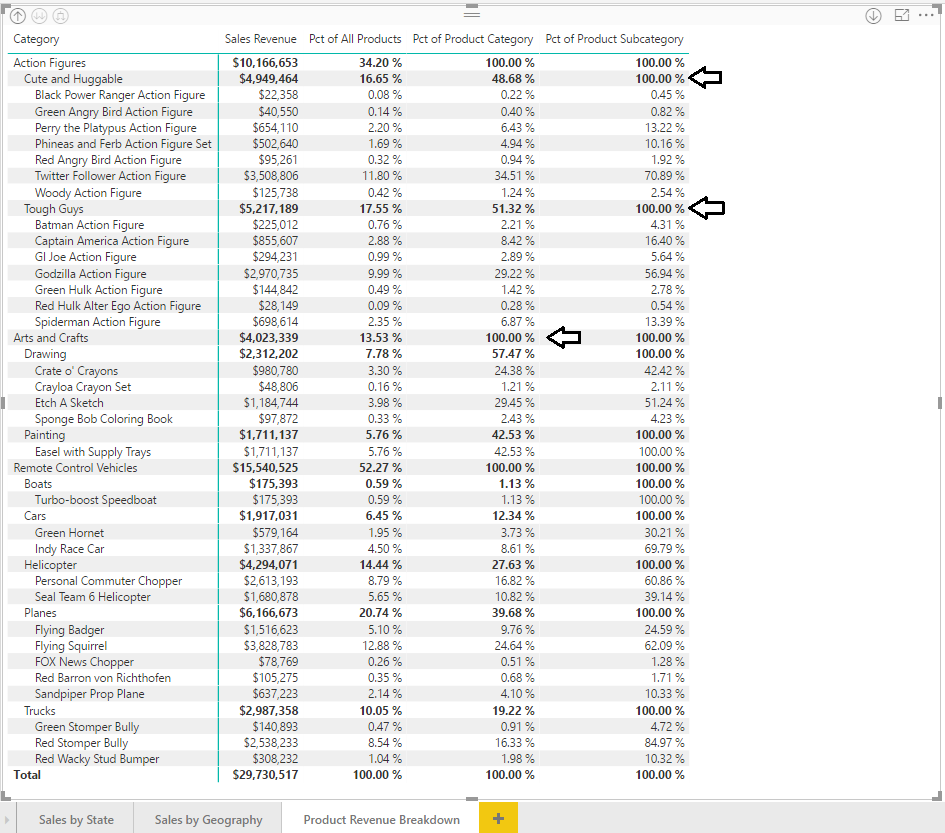 Category Sales Revenue Pct of All Products Pct of Product Category Pct of Product Subcategory
Action Figures $10,166,653 34.20 % 100.00 % 100.00 %
Cute and Huggable $4,949,464 16.65 % 48.68 % 100.00 %
Black Power Ranger Action Figure $22,358 0.08 % 0.22 % 0.45 %
Green Angry Bird Action Figure $40,550 0.14 % 0.40 % 0.82 %
Perry the Platypus Action Figure $654,110 2.20 % 6.43 % 13.22 %
Phineas and Ferb Action Figure Set $502,640 1.69 % 4.94 % 10.16 %
Red Angry Bird Action Figure $95,261 0.32 % 0.94 % 1.92 %
Twitter Follower Action Figure $3,508,806 11.80 % 34.51 % 70.89 %
Woody Action Figure $125,738 0.42 % 1.24 % 2.54 %
Tough Guys $5,217,189 17.55 % 51.32 % 100.00 %
Batman Action Figure $225,012 0.76 % 2.21 % 4.31 %
Captain America Action Figure $855,607 2.88 % 8.42 % 16.40 %
GI Joe Action Figure $294,231 0.99 % 2.89 % 5.64 %
Godzilla Action Figure $2,970,735 9.99 % 29.22 % 56.94 %
Green Hulk Action Figure $144,842 0.49 % 1.42 % 2.78 %
Red Hulk Alter Ego Action Figure $28,149 0.09 % 0.28 % 0.54 %
Spiderman Action Figure $698,614 2.35 % 6.87 % 13.39 %
Arts and Crafts $4,023,339 13.53 % 100.00 % 100.00 %
Drawing $2,312,202 7.78 % 57.47 % 100.00 %
Crate o' Crayons $980,780 3.30 % 24.38 % 42.42 %
Crayloa Crayon Set $48,806 0.16 % 1.21 % 2.11 %
Etch A Sketch $1,184,744 3.98 % 29.45 % 51.24 %
Sponge Bob Coloring Book $97,872 0.33 % 2.43 % 4.23 %
Painting $1,711,137 5.76 % 42.53 % 100.00 %
Easel with Supply Trays $1,711,137 5.76 % 42.53 % 100.00 %
Remote Control Vehicles $15,540,525 52.27 % 100.00 % 100.00 %
Boats $175,393 0.59 % 1.13 % 100.00 %
Turbo-boost Speedboat $175,393 0.59 % 1.13 % 100.00 %
Cars $1,917,031 6.45 % 12.34 % 100.00 %
Green Hornet $579,164 1.95 % 3.73 % 30.21 %
Indy Race Car $1,337,867 4.50 % 8.61 % 69.79 %
Helicopter $4,294,071 14.44 % 27.63 % 100.00 %
Personal Commuter Chopper $2,613,193 8.79 % 16.82 % 60.86 %
Seal Team 6 Helicopter $1,680,878 5.65 % 10.82 % 39.14 %
Planes $6,166,673 20.74 % 39.68 % 100.00 %
Flying Badger $1,516,623 5.10 % 9.76 % 24.59 %
Flying Squirrel $3,828,783 12.88 % 24.64 % 62.09 %
FOX News Chopper $78,769 0.26 % 0.51 % 1.28 %
Red Barron von Richthofen $105,275 0.35 % 0.68 % 1.71 %
Sandpiper Prop Plane $637,223 2.14 % 4.10 % 10.33 %
Trucks $2,987,358 10.05 % 19.22 % 100.00 %
Green Stomper Bully $140,893 0.47 % 0.91 % 4.72 %
Red Stomper Bully $2,538,233 8.54 % 16.33 % 84.97 %
Red Wacky Stud Bumper $308,232 1.04 % 1.98 % 10.32 %
Total $29,730,517 100.00 % 100.00 % 100.00 %
Sales by State Sales by Geography Product Revenue Breakdown +